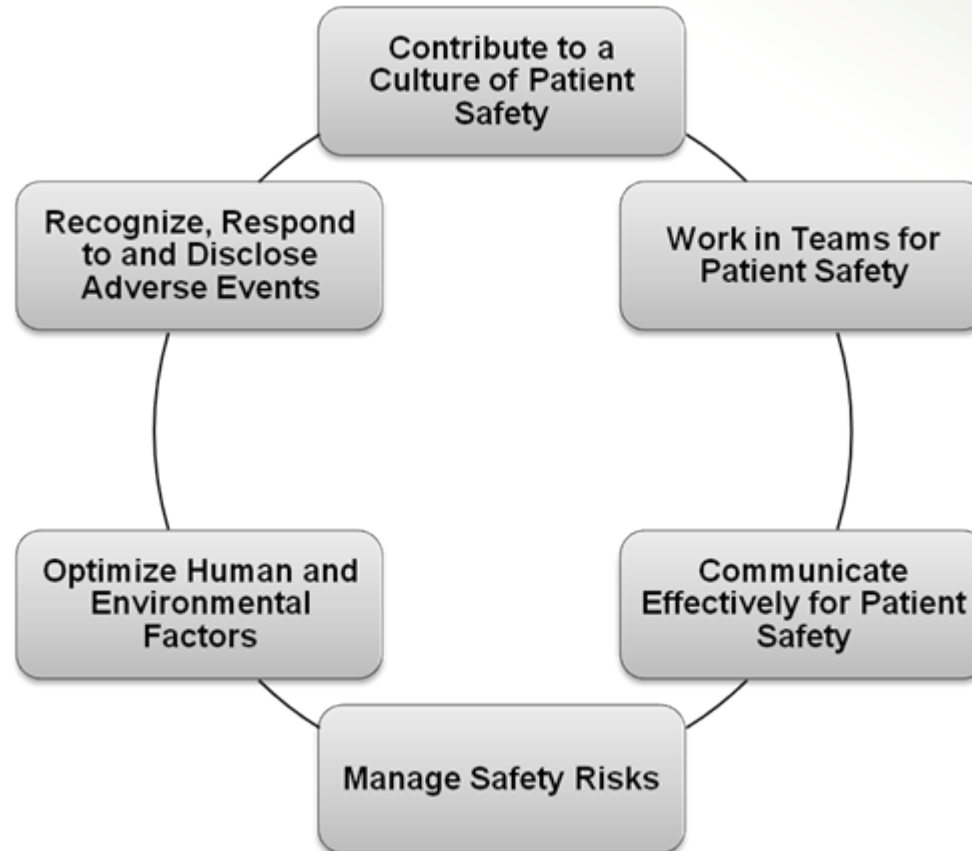 Contribute to a
Culture of Patient
Safety
Work in Teams for
Patient Safety
Communicate
Effectively for Patient
Safety
Manage Safety Risks
Optimize Human and
Environmental
Factors
Recognize, Respond
to and Disclose
Adverse Events